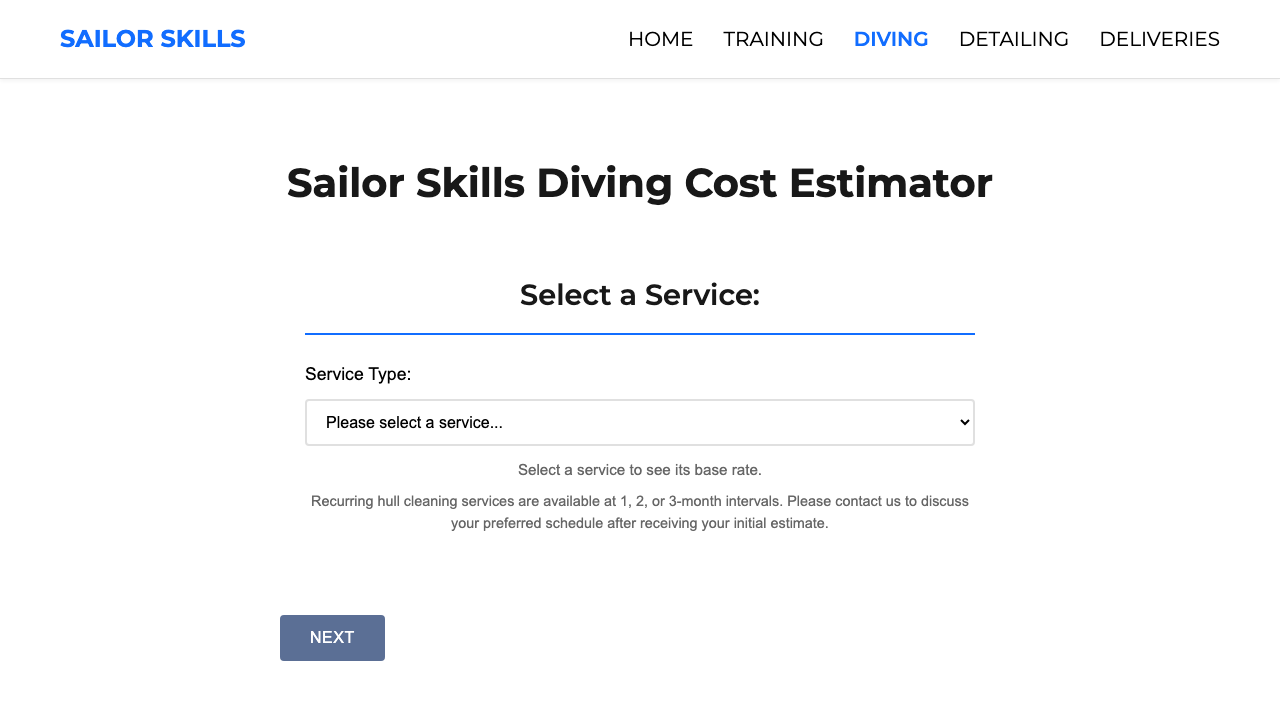 SAILOR SKILLS
HOME TRAINING DIVING DETAILING DELIVERIES
Sailor Skills Diving Cost Estimator
Select a Service:
Service Type:
Please select a service...
Select a service to see its base rate.
Recurring hull cleaning services are available at 1, 2, or 3-month intervals. Please contact us to discuss
your preferred schedule after receiving your initial estimate.
NEXT